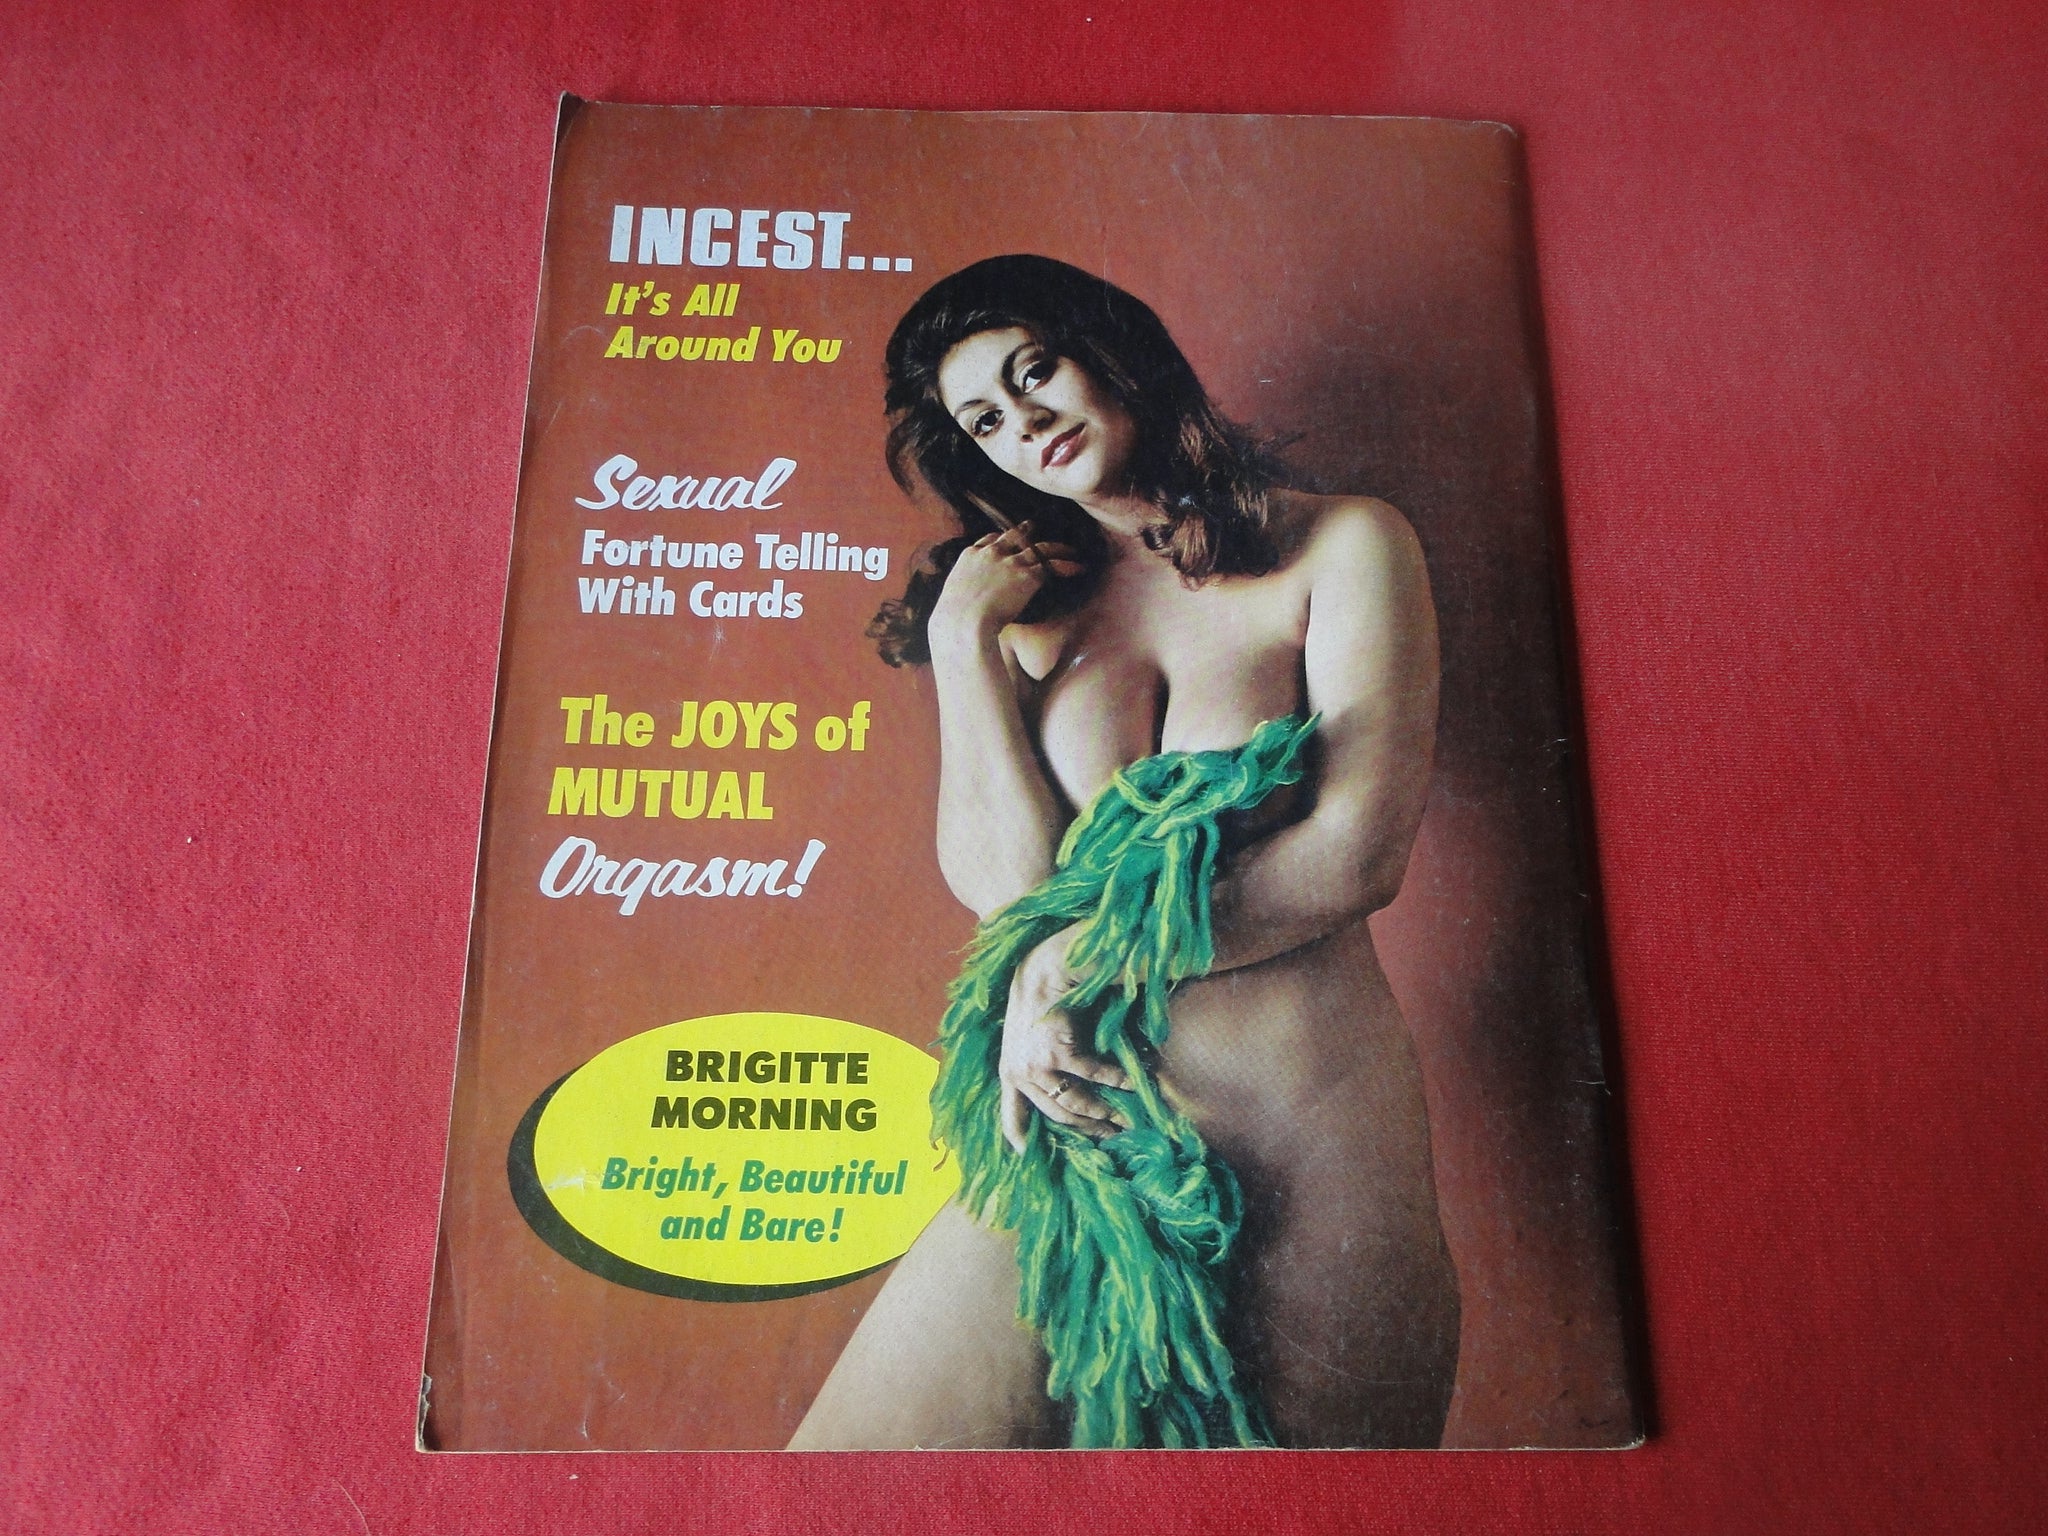 INCEST...
It's All
Around You
Sexual
Fortune Telling
With Cards
The JOYS of
MUTUAL
Orgasm!
BRIGITTE
MORNING
Bright, Beautiful
and Bare!